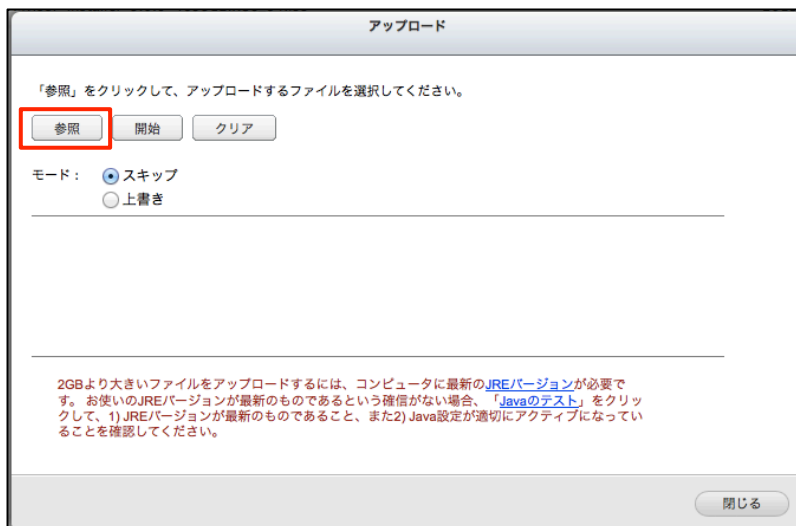 アップロード
「参照」をクリックして、アップロードするファイルを選択してください。
参照 開始 クリア
モード： スキップ
上書き
2GBより大きいファイルをアップロードするには、コンピュータに最新のJREバージョンが必要で
す。 お使いのJREバージョンが最新のものであるという確信がない場合、「Javaのテスト」をクリッ
クして、1) JREバージョンが最新のものであること、また2) Java設定が適切にアクティブになってい
ることを確認してください。
閉じる